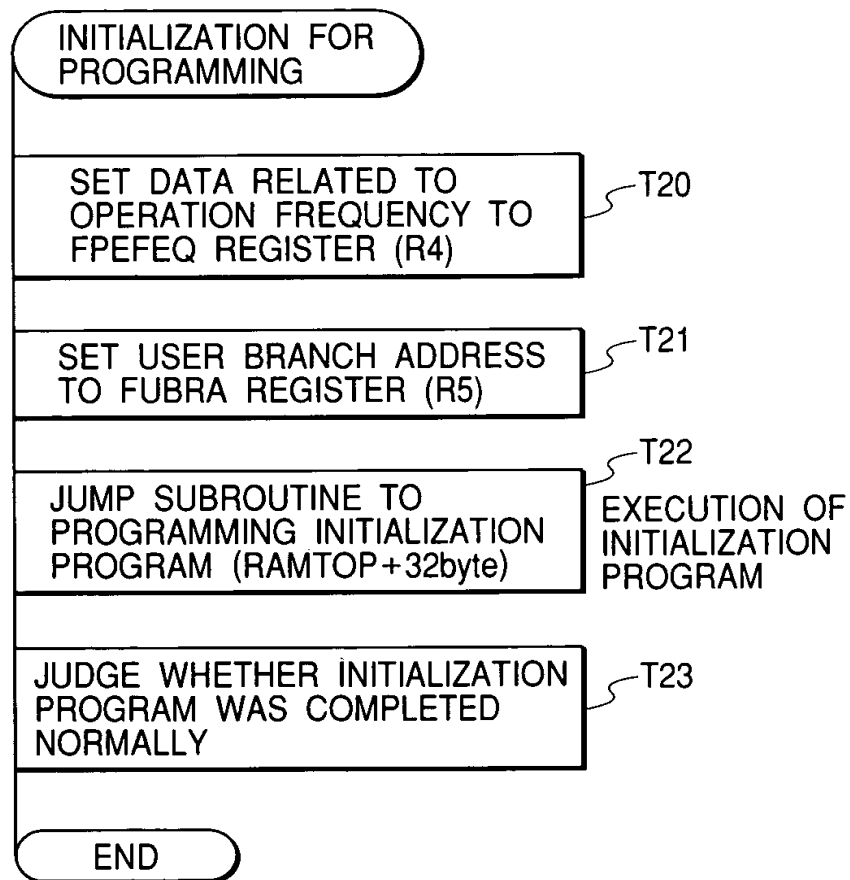 INITIALIZATION FOR
PROGRAMMING
SET DATA RELATED TO
OPERATION FREQUENCY TO
FPEFEQ REGISTER (R4)
T20
SET USER BRANCH ADDRESS
TO FUBRA REGISTER (R5)
T21
JUMP SUBROUTINE TO
PROGRAMMING INITIALIZATION
PROGRAM (RAMTOP+32byte)
T22
EXECUTION OF
INITIALIZATION
PROGRAM
JUDGE WHETHER INITIALIZATION
PROGRAM WAS COMPLETED
NORMALLY
T23
END